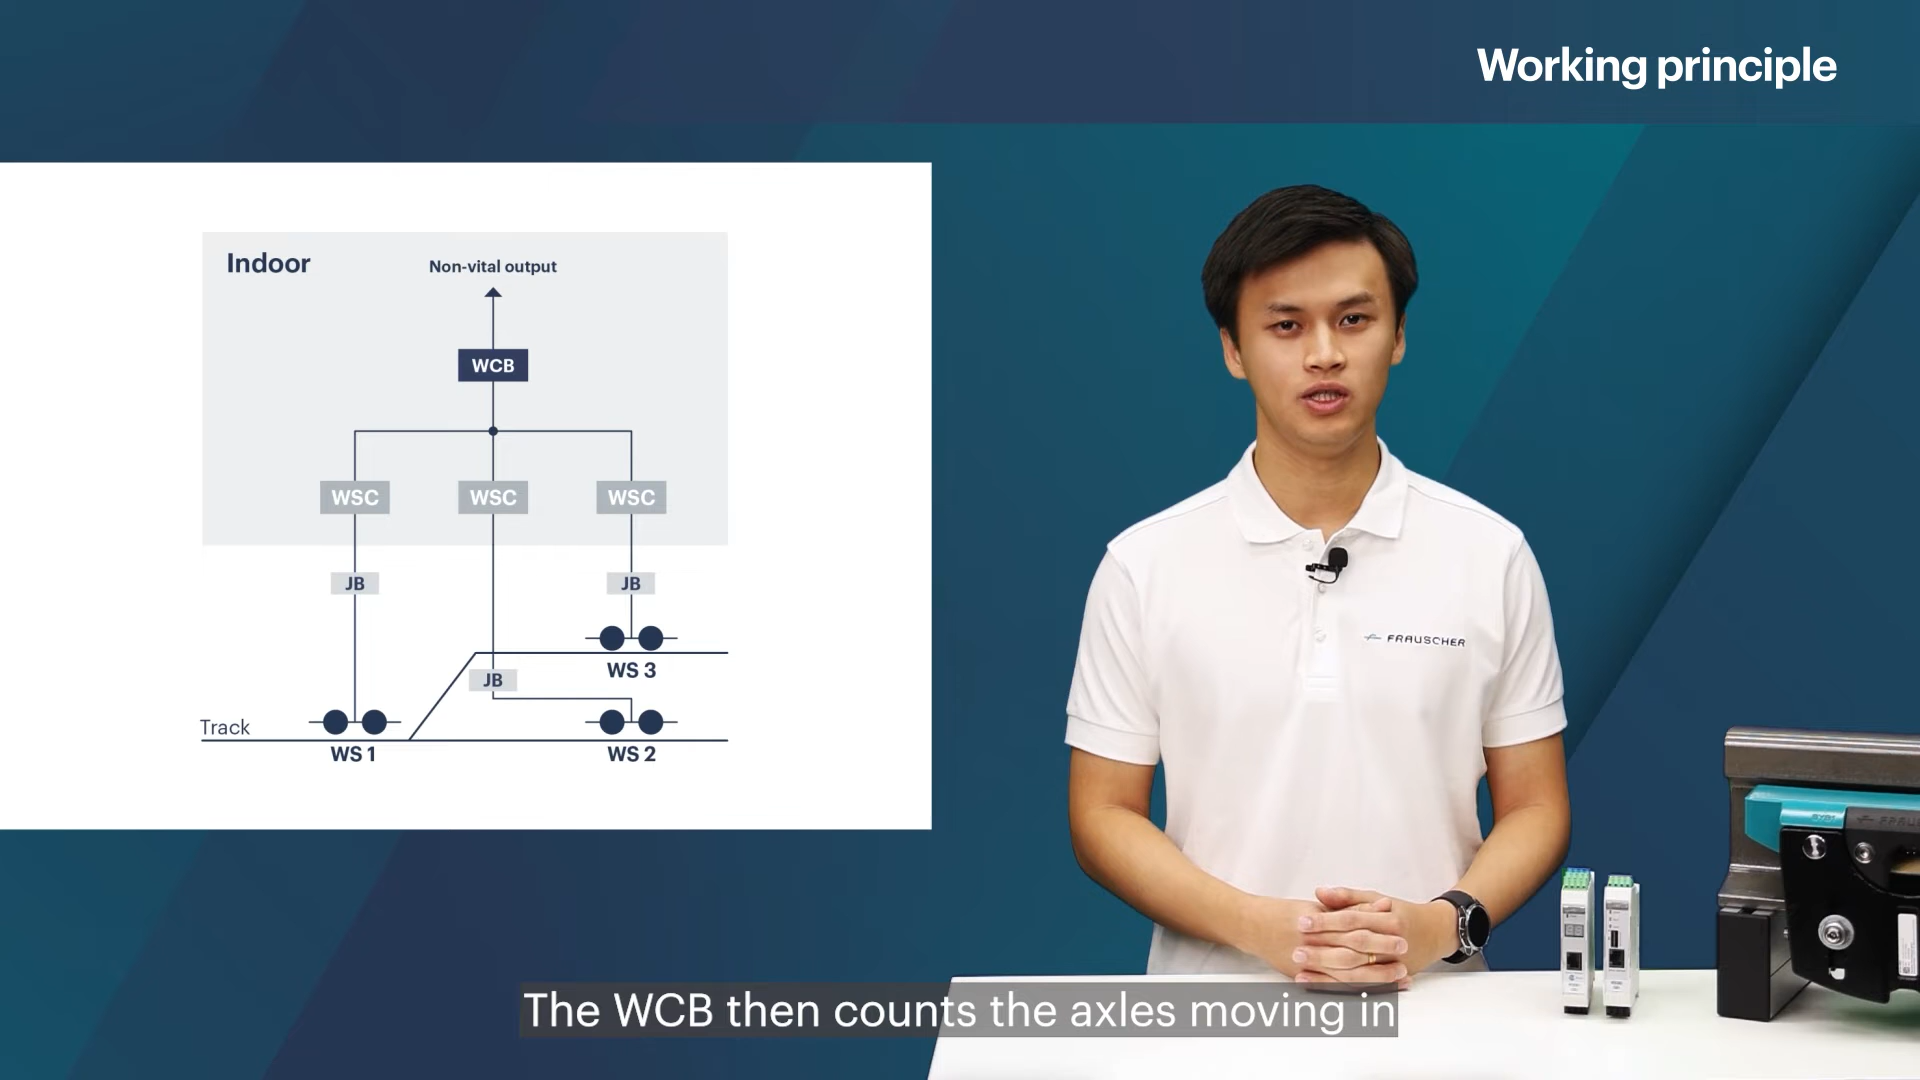 Working principle
Indoor
Non-vital output
WCB
WSC WSC WSC
JB JB
WS 3
JB
Track
WS 1 WS 2
FRAUSCHER
The WCB then counts the axles moving in